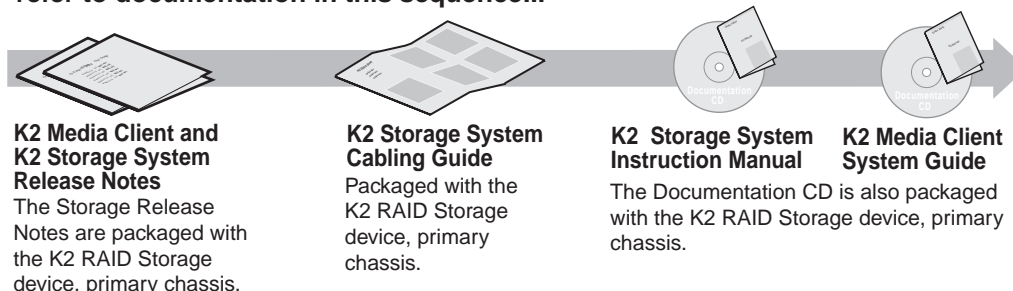 refer to documentation in this sequence...
Documentation
CD
Documentation
CD
K2 Media Client and
K2 Storage System
Release Notes
The Storage Release
Notes are packaged with
the K2 RAID Storage
device, primary chassis.
K2 Storage System
Cabling Guide
Packaged with the
K2 RAID Storage
device, primary
chassis.
K2 Storage System
Instruction Manual
K2 Media Client
System Guide
The Documentation CD is also packaged
with the K2 RAID Storage device, primary
chassis.